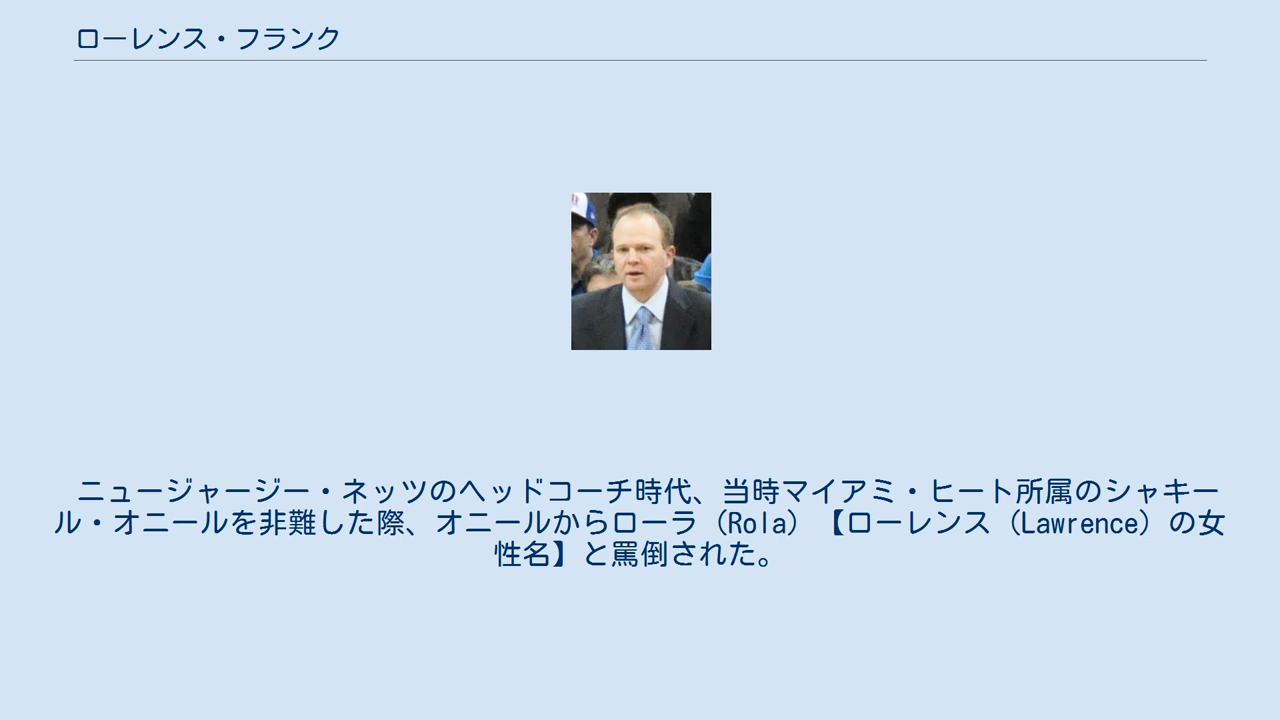 ローレンス・フランク
ニュージャージー・ネッツのヘッドコーチ時代、当時マイアミ・ヒート所属のシャキー
ル・オニールを非難した際、オニールからローラ（Rola）【ローレンス（Lawrence）の女
性名】と罵倒された。